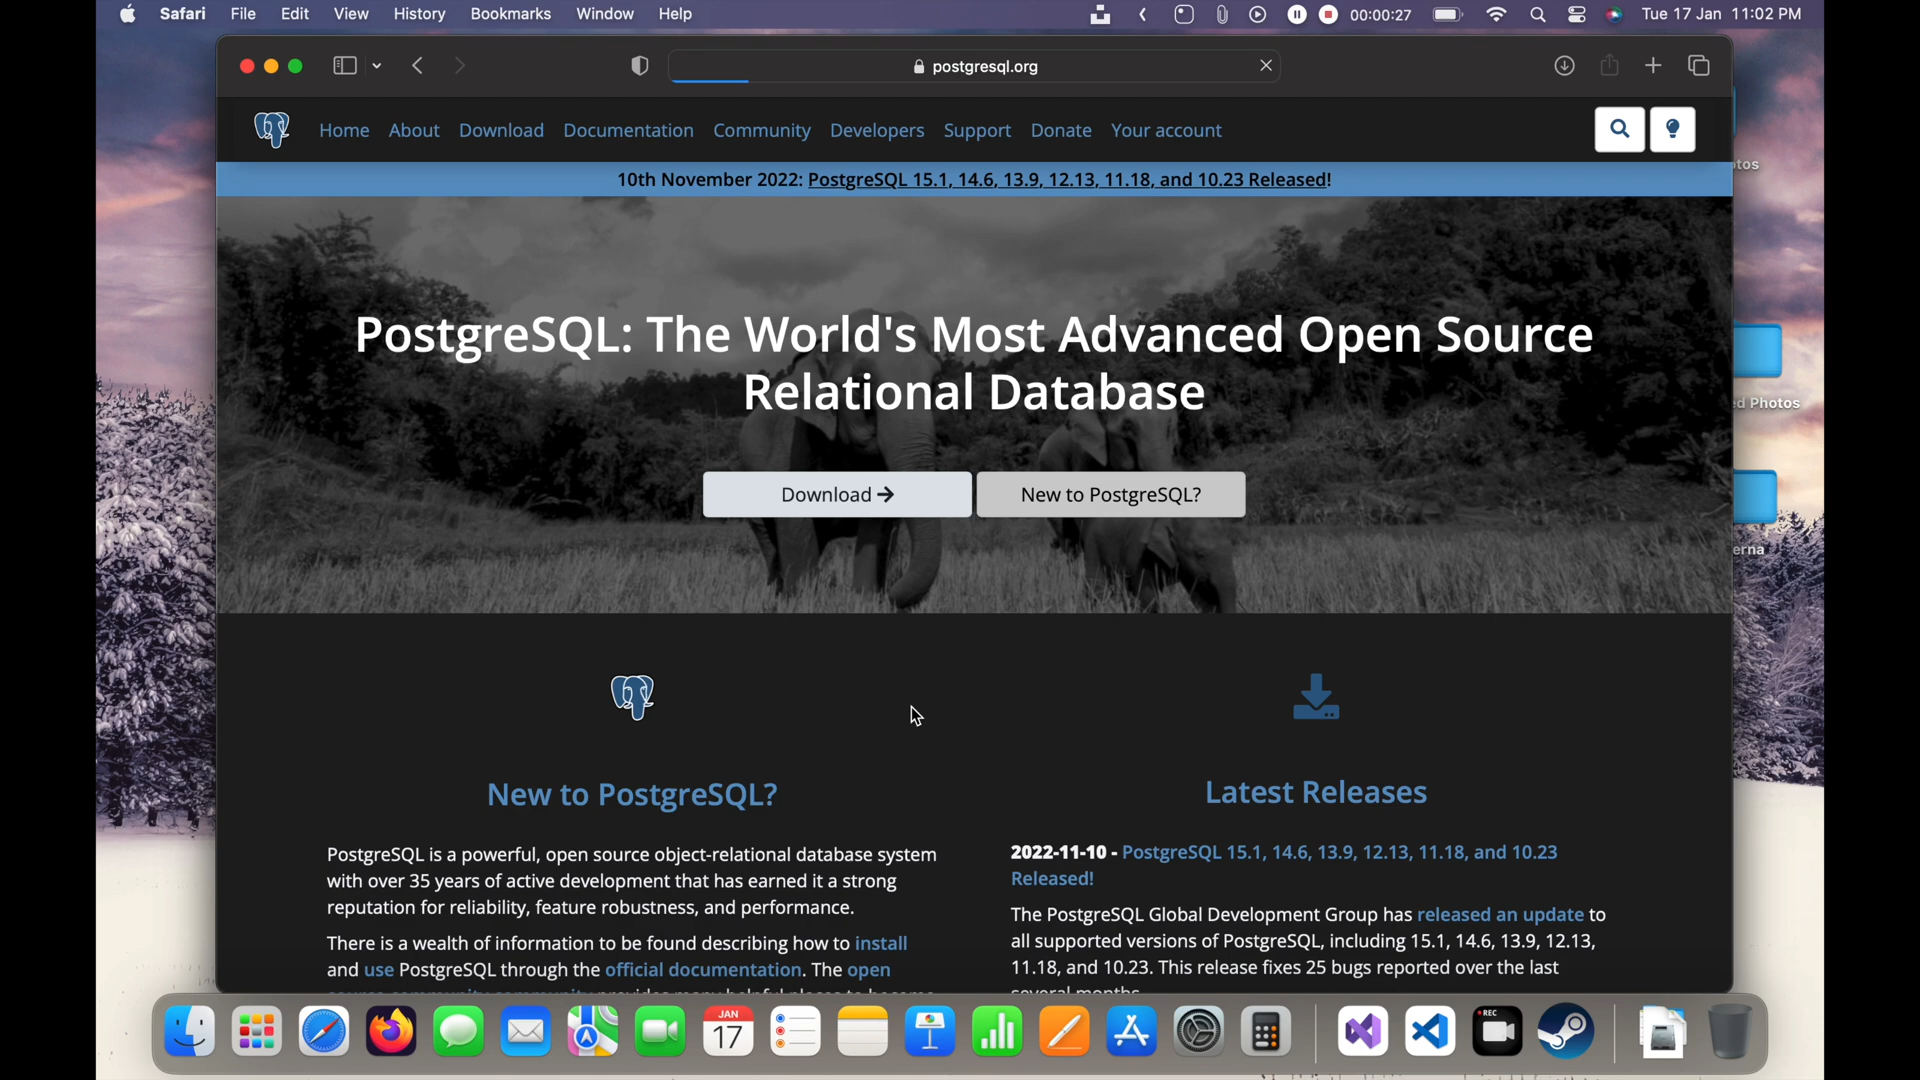 Safari File Edit View History Bookmarks Window Help 00:00:27 Tue 17 Jan 11:02 PM
postgresql.org
Home About Download Documentation Community Developers Support Donate Your account
10th November 2022: PostgreSQL 15.1, 14.6, 13.9, 12.13, 11.18, and 10.23 Released!
tos
PostgreSQL: The World's Most Advanced Open Source
Relational Database
d Photos
Download → New to PostgreSQL?
erna
New to PostgreSQL?
PostgreSQL is a powerful, open source object-relational database system
with over 35 years of active development that has earned it a strong
reputation for reliability, feature robustness, and performance.
There is a wealth of information to be found describing how to install
and use PostgreSQL through the official documentation. The open
Latest Releases
2022-11-10 - PostgreSQL 15.1, 14.6, 13.9, 12.13, 11.18, and 10.23
Released!
The PostgreSQL Global Development Group has released an update to
all supported versions of PostgreSQL, including 15.1, 14.6, 13.9, 12.13,
11.18, and 10.23. This release fixes 25 bugs reported over the last
several months.
JAN
17
REC